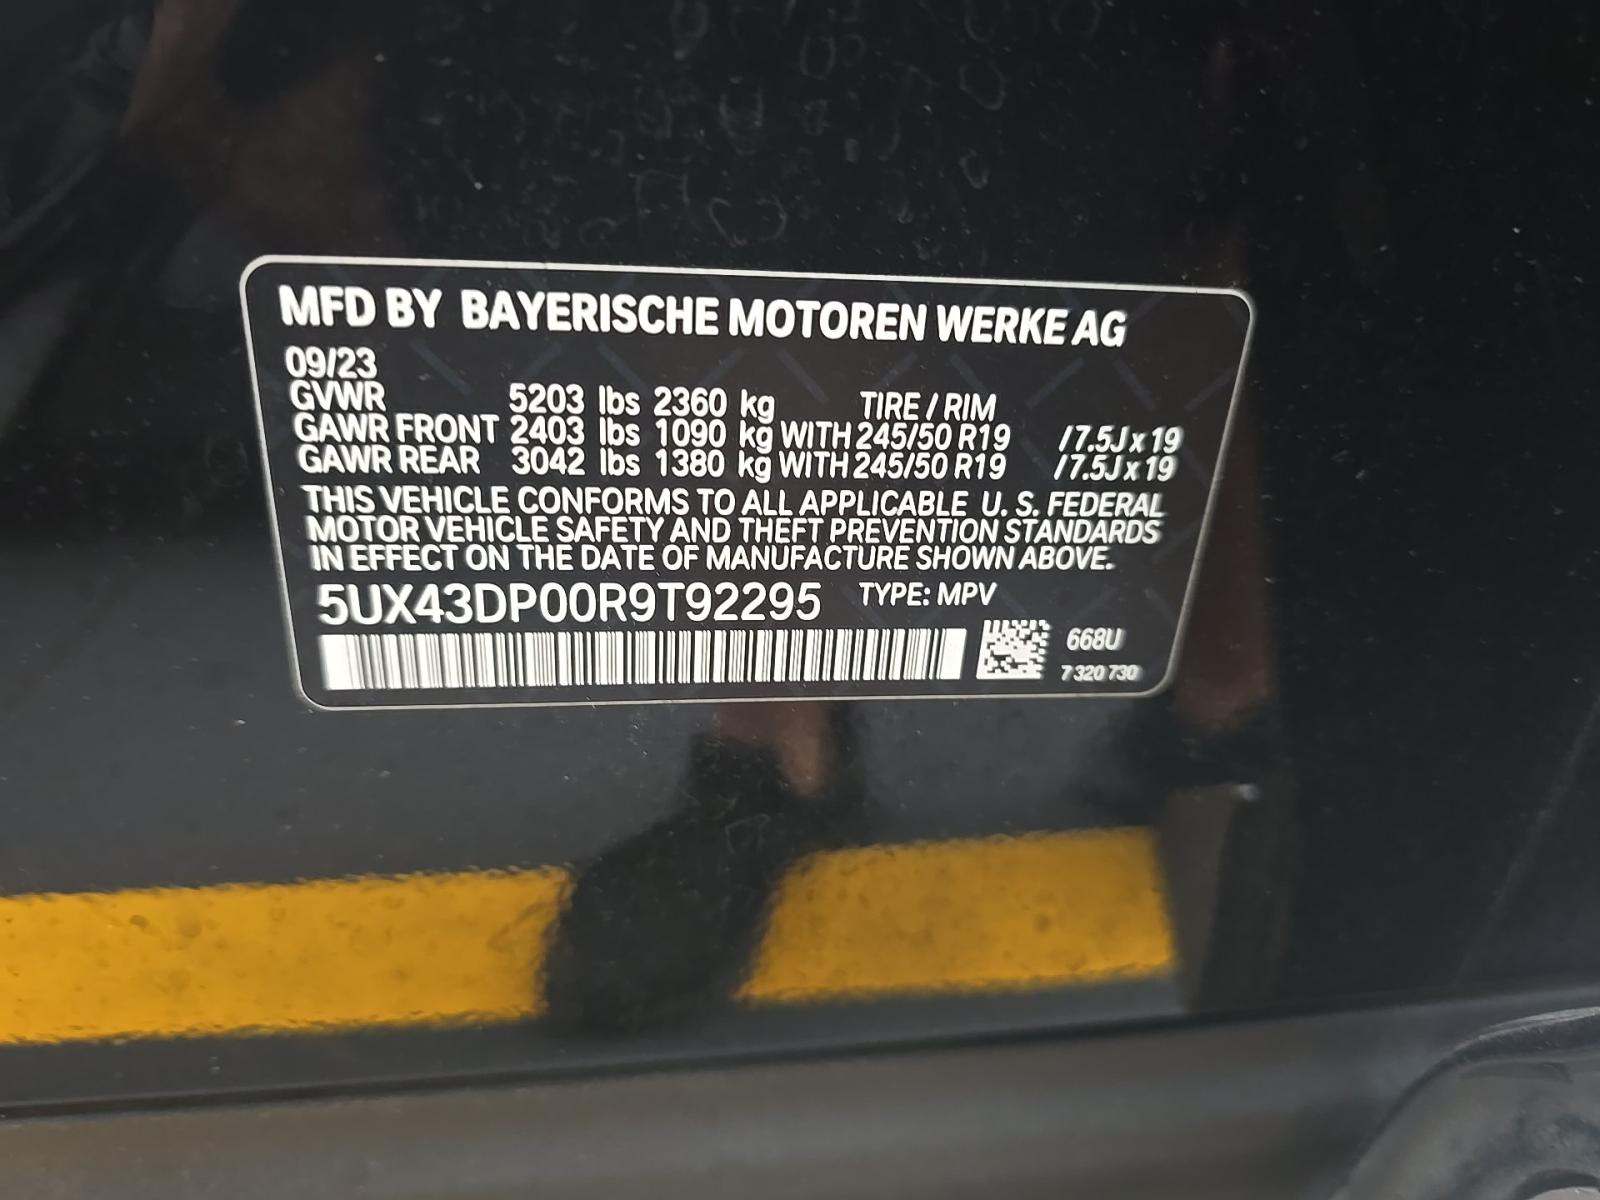 MFD BY BAYERISCHE MOTOREN WERKE AG
09/23
GVWR 5203 lbs 2360 kg TIRE / RIM
GAWR FRONT 2403 lbs 1090 kg WITH 245/50 R19 /7.5J x 19
GAWR REAR 3042 lbs 1380 kg WITH 245/50 R19 /7.5J x 19
THIS VEHICLE CONFORMS TO ALL APPLICABLE U. S. FEDERAL
MOTOR VEHICLE SAFETY AND THEFT PREVENTION STANDARDS
IN EFFECT ON THE DATE OF MANUFACTURE SHOWN ABOVE.
5UX43DP00R9T92295 TYPE: MPV
668U
7 320 730